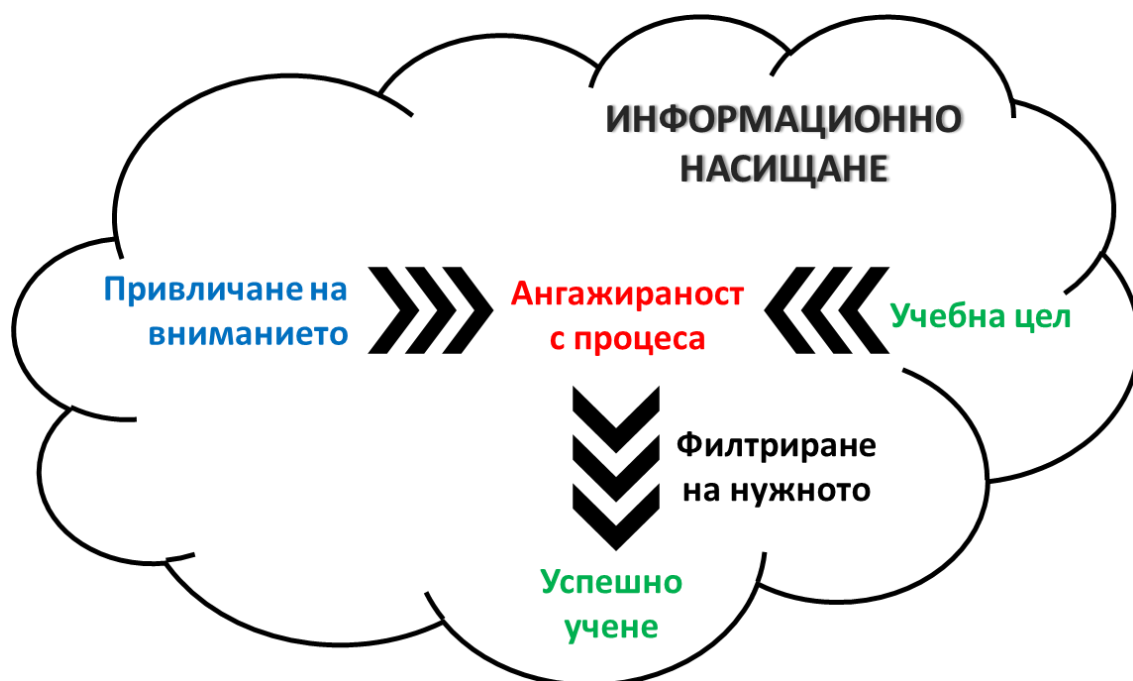 ИНФОРМАЦИОННО
НАСИЩАНЕ
Привличане на
вниманието
Ангажираност
с процеса
Учебна цел
Филтриране
на нужното
Успешно
учене